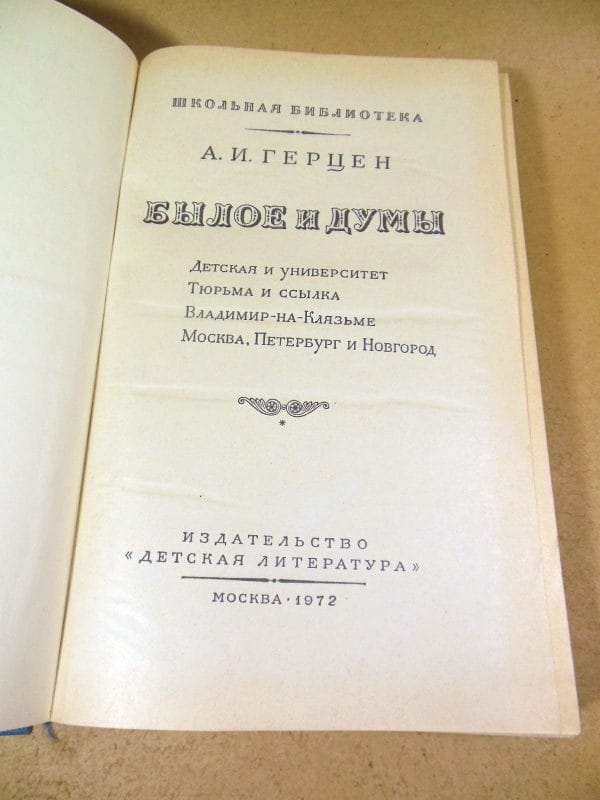 ШКОЛЬНАЯ БИБЛИОТЕКА
А. И. ГЕРЦЕН
БЫЛОЕ И ДУМЫ
Детская и университет
Тюрьма и ссылка
Владимир-на-Клязьме
Москва, Петербург и Новгород
*
ИЗДАТЕЛЬСТВО
«ДЕТСКАЯ ЛИТЕРАТУРА»
МОСКВА · 1972